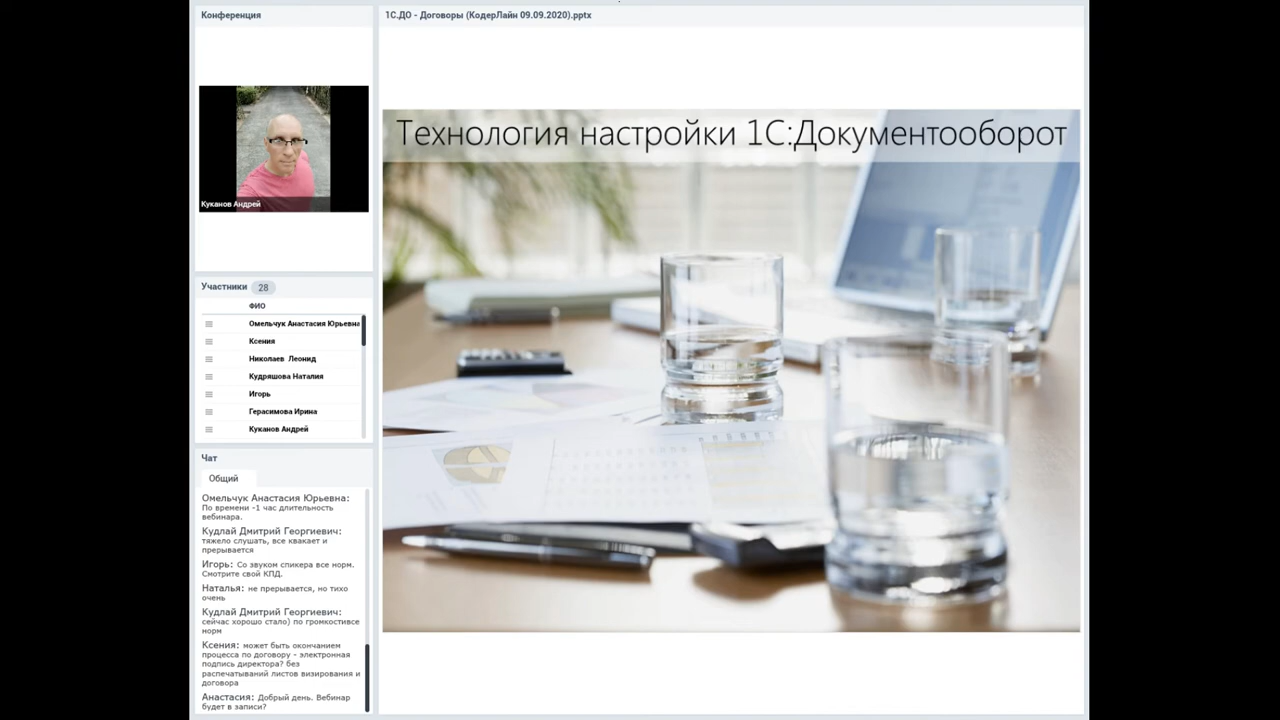 Конференция
1С.ДО - Договоры (КодерЛайн 09.09.2020).pptx
Куканов Андрей
Технология настройки 1С:Документооборот
Участники 28
ФИО
Омельчук Анастасия Юрьевна
Ксения
Николаев Леонид
Кудряшова Наталия
Игорь
Герасимова Ирина
Куканов Андрей
Чат
Общий
Омельчук Анастасия Юрьевна:
По времени -1 час длительность
вебинара.
Кудлай Дмитрий Георгиевич:
тяжело слушать, все квакает и
прерывается
Игорь: Со звуком спикера все норм.
Смотрите свой КПД.
Наталья: не прерывается, но тихо
очень
Кудлай Дмитрий Георгиевич:
сейчас хорошо стало) по громкостивсе
норм
Ксения: может быть окончанием
процесса по договору - электронная
подпись директора? без
распечатываний листов визирования и
договора
Анастасия: Добрый день. Вебинар
будет в записи?